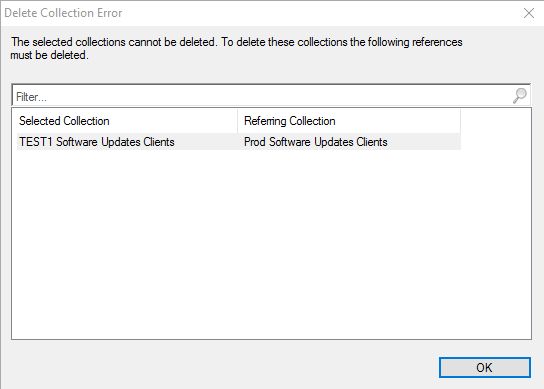 Delete Collection Error
The selected collections cannot be deleted. To delete these collections the following references
must be deleted.
Filter...
Selected Collection Referring Collection
TEST1 Software Updates Clients Prod Software Updates Clients
OK